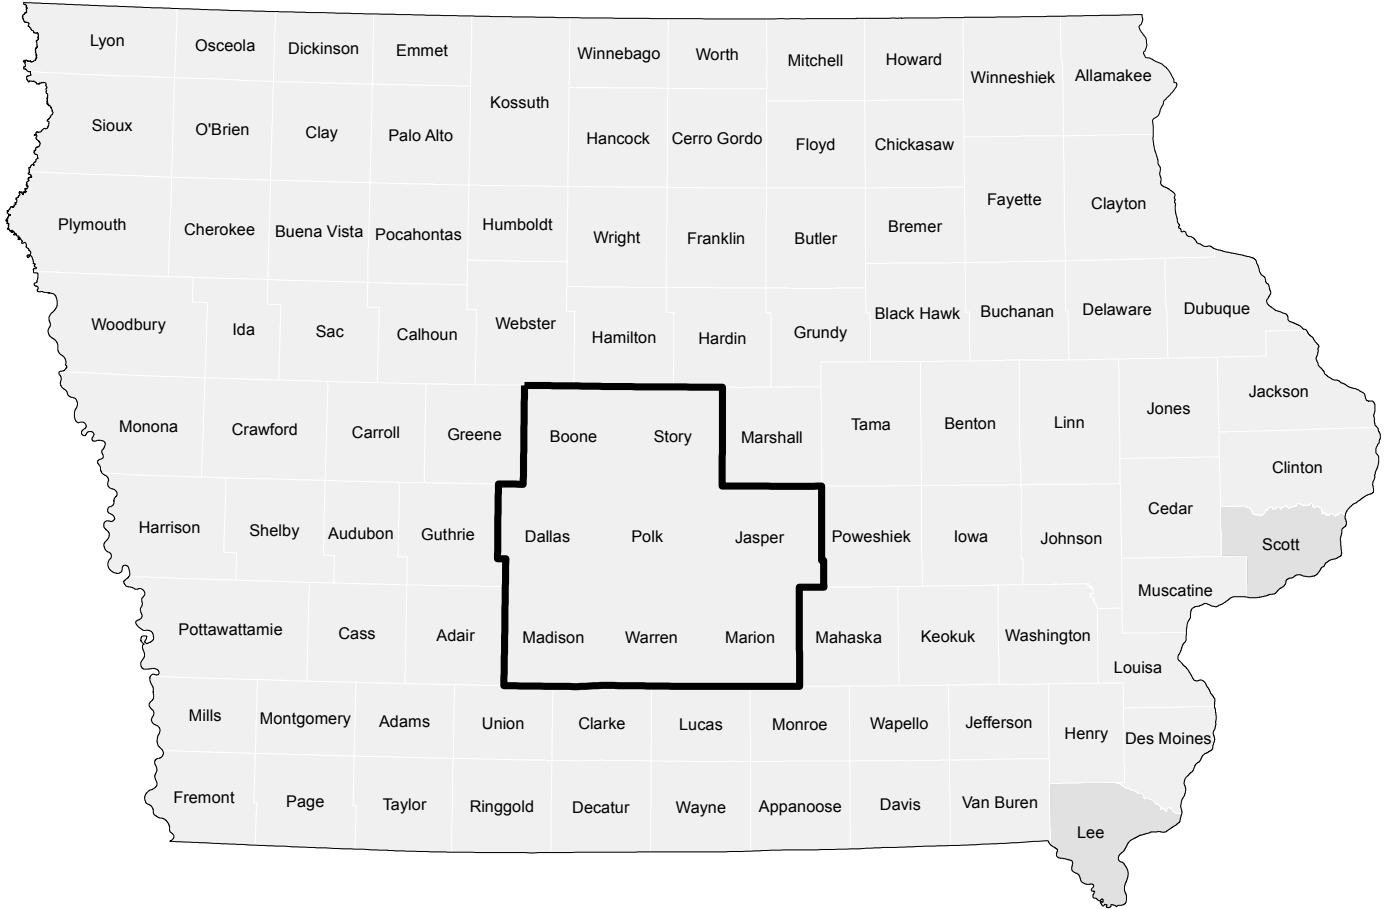 Lyon
Osceola
Dickinson
Emmet
Kossuth
Winnebago
Worth
Mitchell
Howard
Winneshiek
Allamakee
Sioux
O'Brien
Clay
Palo Alto
Hancock
Cerro Gordo
Floyd
Chickasaw
Plymouth
Cherokee
Buena Vista
Pocahontas
Humboldt
Wright
Franklin
Butler
Bremer
Fayette
Clayton
Woodbury
Ida
Sac
Calhoun
Webster
Hamilton
Hardin
Grundy
Black Hawk
Buchanan
Delaware
Dubuque
Monona
Crawford
Carroll
Greene
Boone
Story
Marshall
Tama
Benton
Linn
Jones
Jackson
Clinton
Harrison
Shelby
Audubon
Guthrie
Dallas
Polk
Jasper
Poweshiek
Iowa
Johnson
Cedar
Scott
Muscatine
Pottawattamie
Cass
Adair
Madison
Warren
Marion
Mahaska
Keokuk
Washington
Louisa
Mills
Montgomery
Adams
Union
Clarke
Lucas
Monroe
Wapello
Jefferson
Henry
Des Moines
Fremont
Page
Taylor
Ringgold
Decatur
Wayne
Appanoose
Davis
Van Buren
Lee